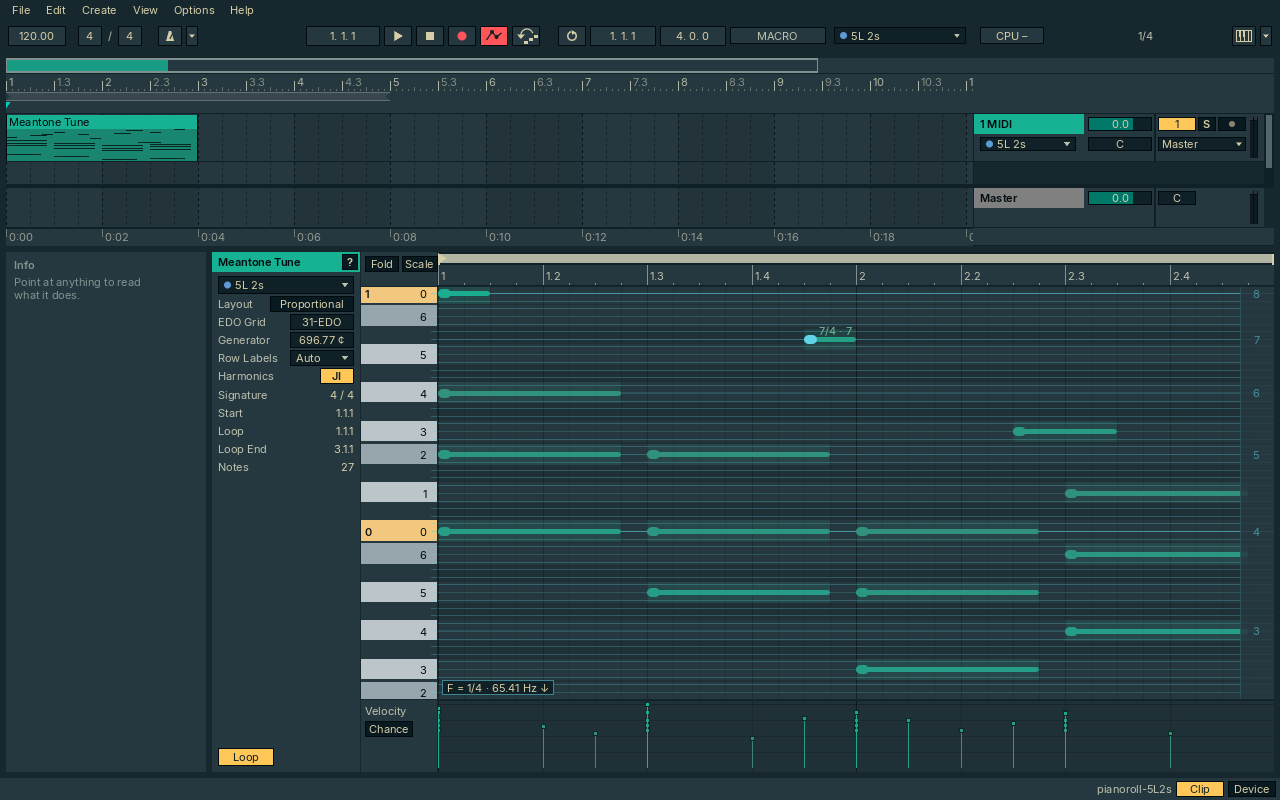 File Edit Create View Options Help
120.00 4 / 4 1. 1. 1 1. 1. 1 4. 0. 0 MACRO 5L 2s CPU – 1/4
1 1.3 2 2.3 3 3.3 4 4.3 5 5.3 6 6.3 7 7.3 8 8.3 9 9.3 10 10.3 1
Meantone Tune
1 MIDI 0.0 1 S
5L 2s C Master
Master 0.0 C
0:00 0:02 0:04 0:06 0:08 0:10 0:12 0:14 0:16 0:18
Info
Point at anything to read
what it does.
Meantone Tune ?
5L 2s
Layout Proportional
EDO Grid 31-EDO
Generator 696.77 ¢
Row Labels Auto
Harmonics JI
Signature 4 / 4
Start 1.1.1
Loop 1.1.1
Loop End 3.1.1
Notes 27
Loop
Fold Scale
1 1.2 1.3 1.4 2 2.2 2.3 2.4
1 0 8
6
7/4 · 7 7
5
4 6
3
2 5
1
0 0 4
6
5
4 3
3
2
F = 1/4 · 65.41 Hz ↓
Velocity
Chance
pianoroll-5L2s Clip Device